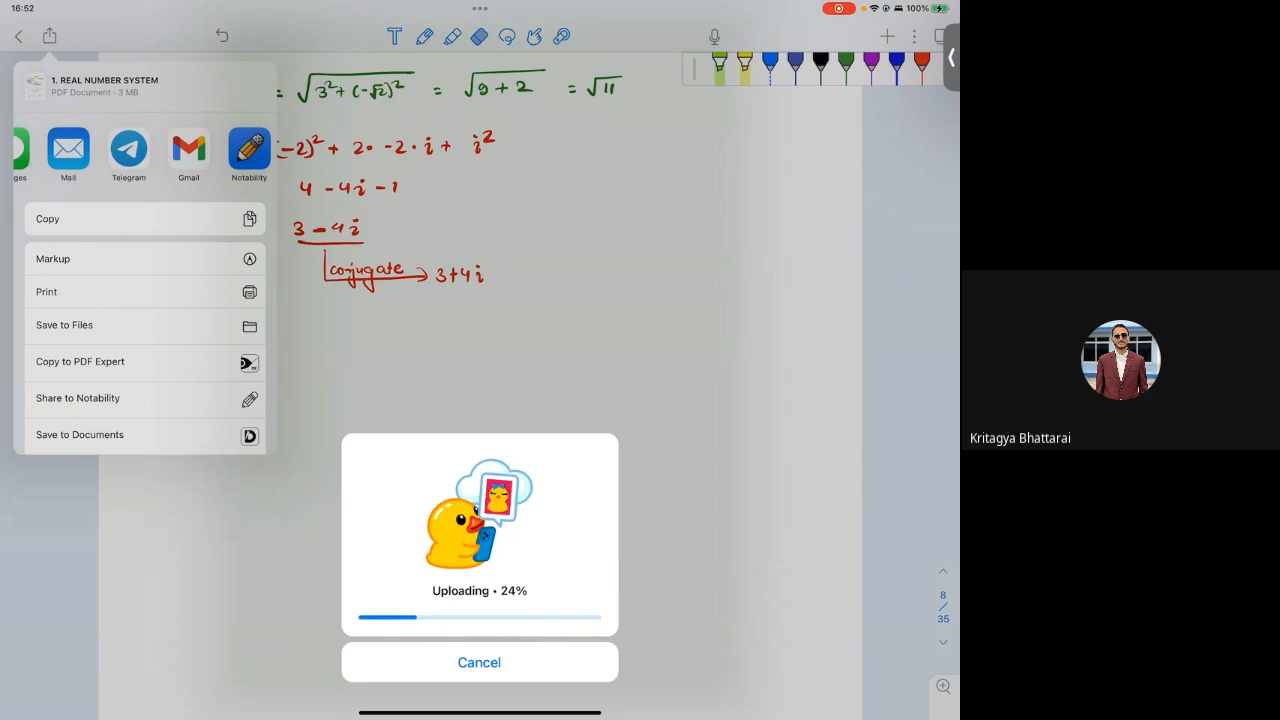 16:52
100%
1. REAL NUMBER SYSTEM
PDF Document · 3 MB
= √(3² + (-√2)²) = √(9 + 2) = √11
(-2)² + 2 · -2 · i + i²
4 - 4i - 1
3 - 4i
conjugate → 3+4i
ges
Mail
Telegram
Gmail
Notability
Copy
Markup
Print
Save to Files
Copy to PDF Expert
Share to Notability
Save to Documents
Uploading • 24%
Cancel
8
/
35
Kritagya Bhattarai